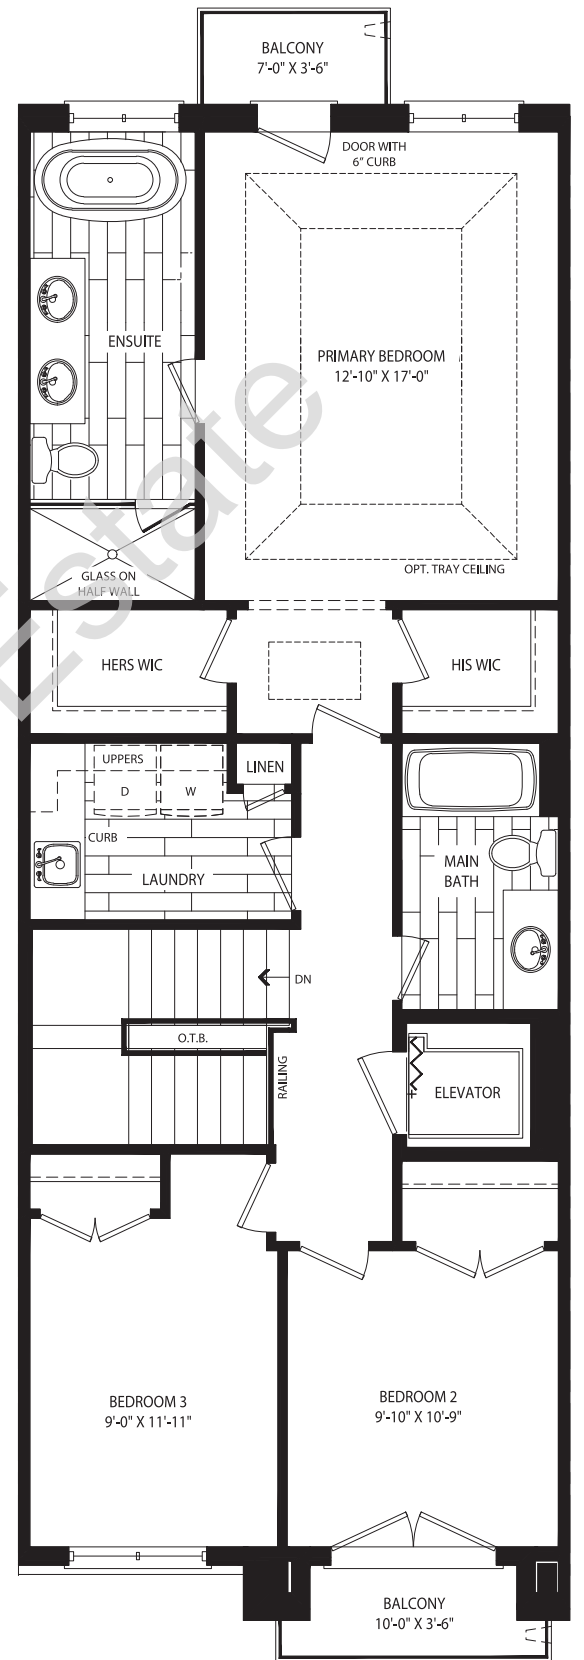 BALCONY
7'-0" X 3'-6"
DOOR WITH
6" CURB
ENSUITE
PRIMARY BEDROOM
12'-10" X 17'-0"
Estate
OPT. TRAY CEILING
GLASS ON
HALF WALL
HERS WIC
HIS WIC
UPPERS
D
W
LINEN
CURB
LAUNDRY
MAIN
BATH
DN
O.T.B.
RAILING
ELEVATOR
BEDROOM 3
9'-0" X 11'-11"
BEDROOM 2
9'-10" X 10'-9"
BALCONY
10'-0" X 3'-6"